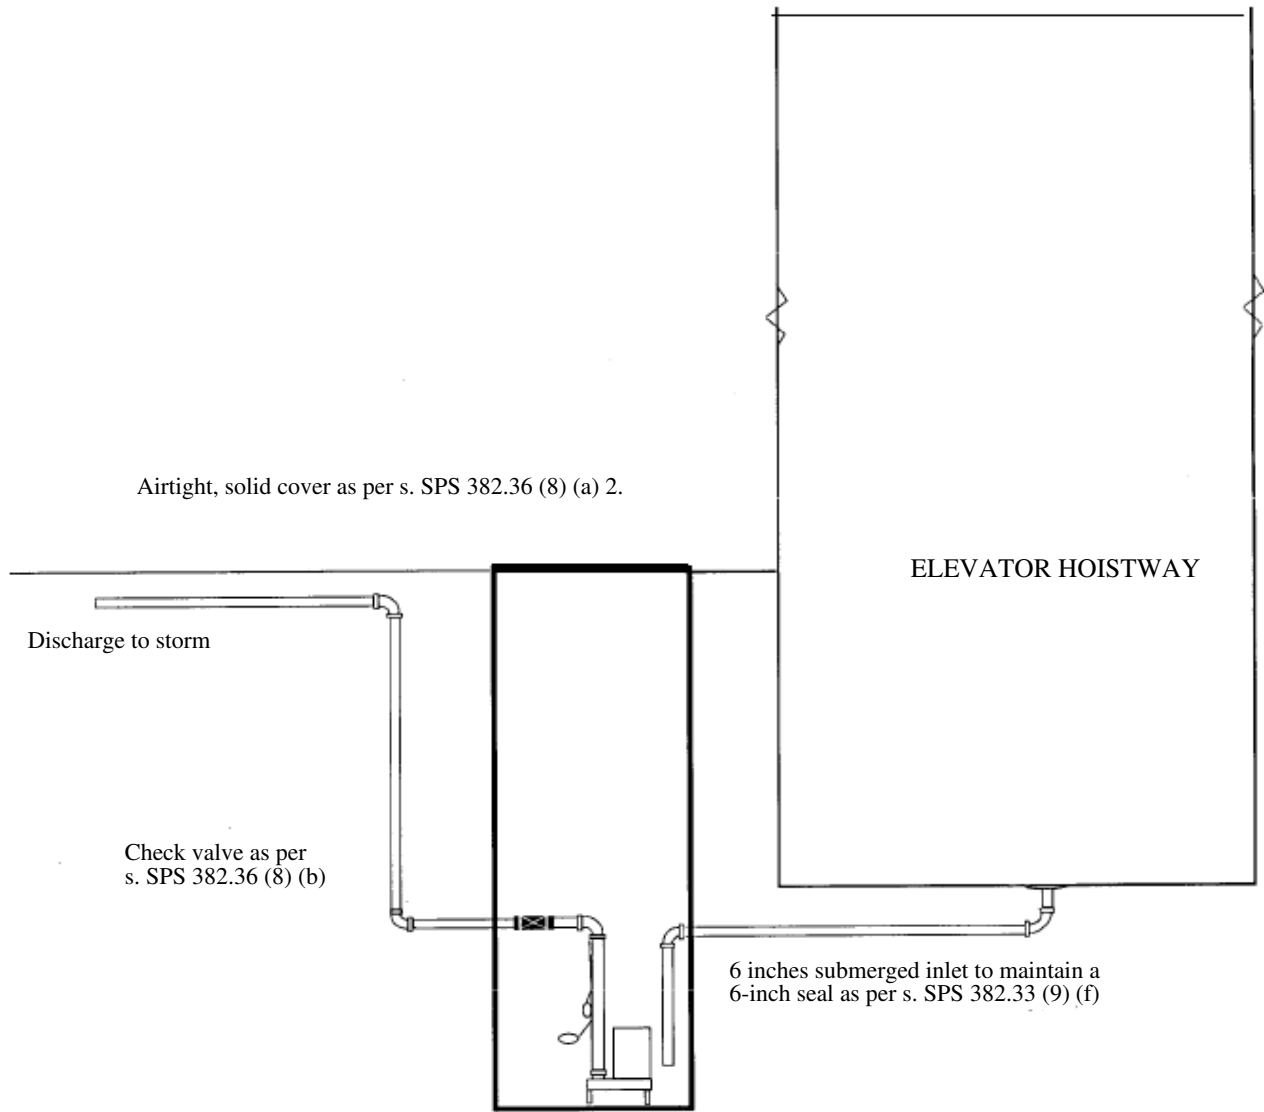 Airtight, solid cover as per s. SPS 382.36 (8) (a) 2.
ELEVATOR HOISTWAY
Discharge to storm
Check valve as per
s. SPS 382.36 (8) (b)
6 inches submerged inlet to maintain a
6-inch seal as per s. SPS 382.33 (9) (f)